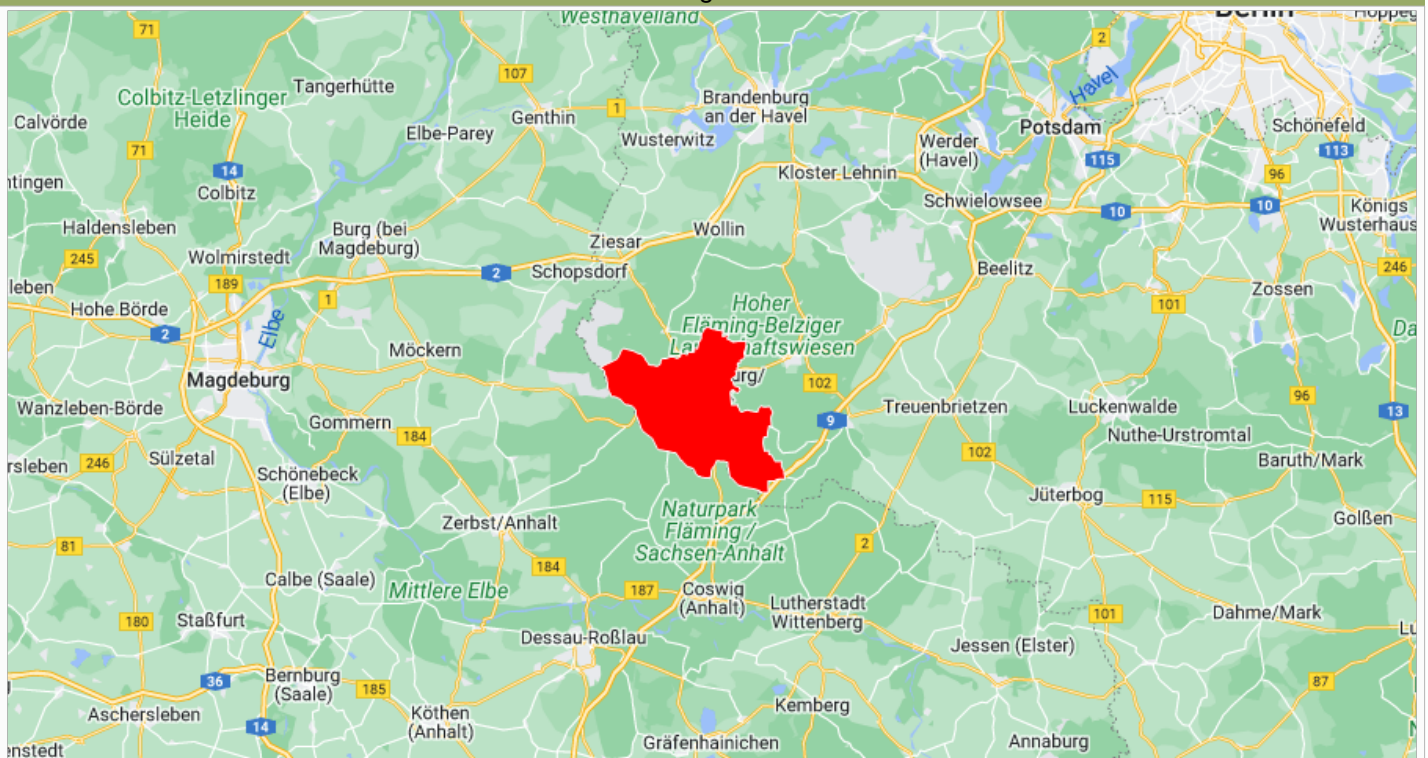 Westhavelland
Berlin
71
2
107
Tangerhütte
Havel
Colbitz-Letzlinger
Heide
Genthin
1
Brandenburg
an der Havel
Calvörde
Elbe-Parey
Wusterwitz
Potsdam
Schönefeld
71
Werder
(Havel)
115
113
14
Kloster Lehnin
96
ntingen
Colbitz
Schwielowsee
10
10
Königs
Wusterhaus
Haldensleben
Burg (bei
Magdeburg)
Wollin
Ziesar
245
Wolmirstedt
2
Schopsdorf
Beelitz
246
leben
189
1
Zossen
Hohe Börde
Elbe
Hoher
Fläming-Belziger
101
2
Möckern
Magdeburg
urg/
102
96
Wanzleben-Börde
Treuenbrietzen
Luckenwalde
13
Gommern
9
184
Nuthe-Urstromtal
rsleben
246
Sülzetal
102
Baruth/Mark
Schönebeck
(Elbe)
Jüterbog
115
Naturpark
Fläming /
Sachsen-Anhalt
Golßen
Zerbst/Anhalt
81
2
184
Calbe (Saale)
Mittlere Elbe
187
Coswig
(Anhalt)
Lutherstadt
Wittenberg
101
Dahme/Mark
180
Staßfurt
Dessau-Roßlau
Jessen (Elster)
36
Bernburg
(Saale)
185
87
Aschersleben
14
Köthen
(Anhalt)
Kemberg
Gräfenhainichen
Annaburg
enstedt